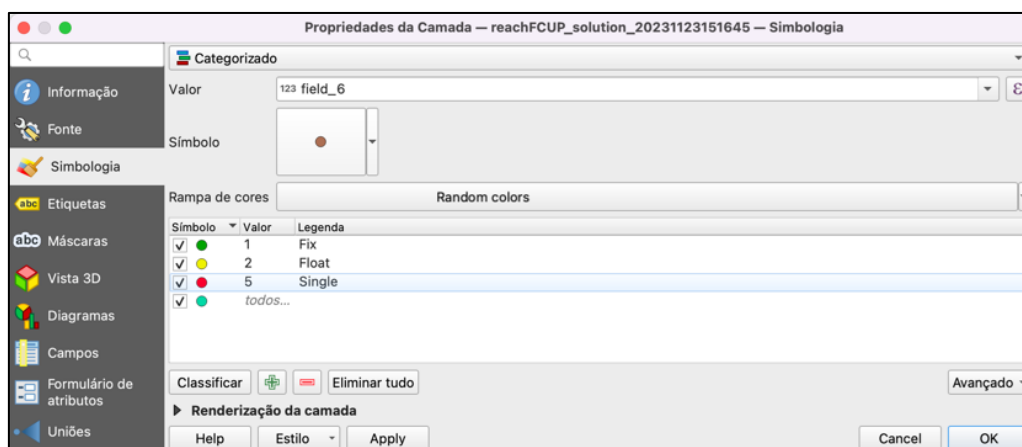 Propriedades da Camada — reachFCUP_solution_20231123151645 — Simbologia
Categorizado
Informação
Valor
123 field_6
ε
Fonte
Símbolo
Simbologia
Rampa de cores
Random colors
abc Etiquetas
Símbolo Valor Legenda
1 Fix
abc Máscaras
2 Float
5 Single
Vista 3D
todos...
Diagramas
Campos
Classificar
Eliminar tudo
Avançado
Formulário de
atributos
Renderização da camada
Uniões
Help
Estilo
Apply
Cancel
OK